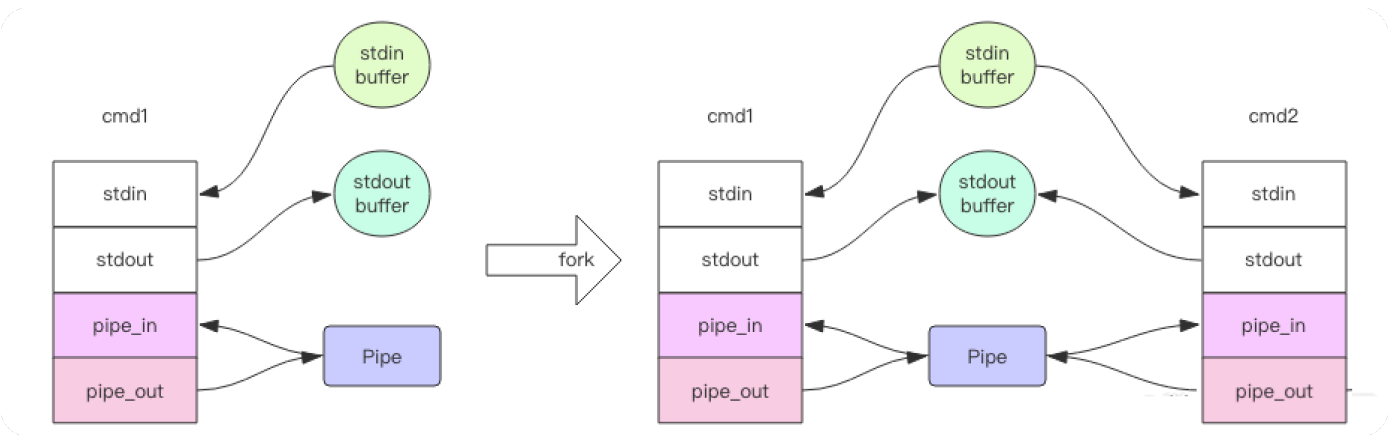 stdin
buffer
cmd1
stdin
stdout
buffer
stdout
pipe_in
Pipe
pipe_out
fork
stdin
buffer
cmd1
cmd2
stdin
stdout
buffer
stdin
stdout
stdout
pipe_in
Pipe
pipe_in
pipe_out
pipe_out